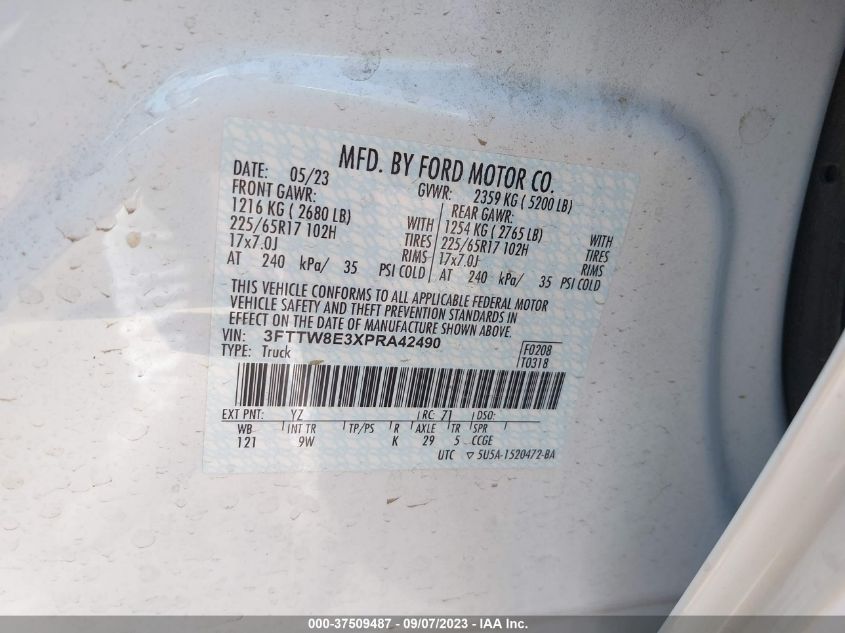 MFD. BY FORD MOTOR CO.
DATE: 05/23 GVWR: 2359 KG ( 5200 LB)
FRONT GAWR: REAR GAWR:
1216 KG ( 2680 LB) WITH 1254 KG ( 2765 LB) WITH
225/65R17 102H TIRES 225/65R17 102H TIRES
17x7.0J RIMS 17x7.0J RIMS
AT 240 kPa/ 35 PSI COLD AT 240 kPa/ 35 PSI COLD
THIS VEHICLE CONFORMS TO ALL APPLICABLE FEDERAL MOTOR
VEHICLE SAFETY AND THEFT PREVENTION STANDARDS IN
EFFECT ON THE DATE OF MANUFACTURE SHOWN ABOVE.
VIN: 3FTTW8E3XPRA42490
TYPE: Truck F0208
T0318
EXT PNT: YZ RC: 71 DSO:
WB INT TR TP/PS R AXLE TR SPR
121 9W K 29 5 CCGE
UTC ▽ 5U5A-1520472-BA
000-37509487 - 09/07/2023 - © IAA Inc.